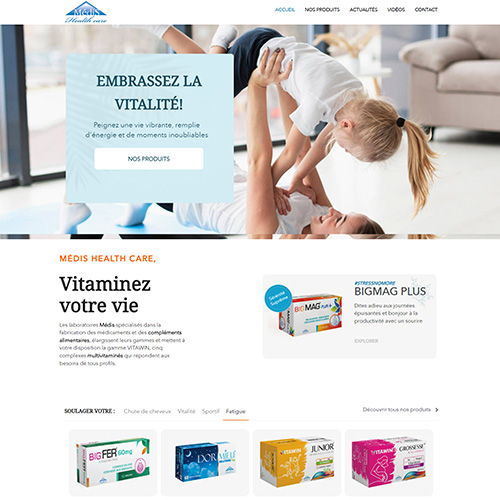 Médis
Health care
ACCUEIL NOS PRODUITS ACTUALITÉS VIDÉOS CONTACT
EMBRASSEZ LA
VITALITÉ!
Peignez une vie vibrante, remplie
d'énergie et de moments inoubliables
NOS PRODUITS
MÉDIS HEALTH CARE,
Vitaminez
votre vie
Les laboratoires Médis spécialisés dans la
fabrication des médicaments et des compléments
alimentaires, élargissent leurs gammes et mettent à
votre disposition la gamme VITAWIN, cinq
complexes multivitaminés qui répondent aux
besoins de tous profils.
Sérénité
Suprême
BIGMAG PLUS+
#STRESSNOMORE
BIGMAG PLUS
Dites adieu aux journées
épuisantes et bonjour à la
productivité avec un sourire
EXPLORER
SOULAGER VOTRE : Chute de cheveux Vitalité Sportif Fatigue
Découvrir tous nos produits
BIGFER 60mg
DORMILU
VITAWIN JUNIOR
VITAWIN GROSSESSE